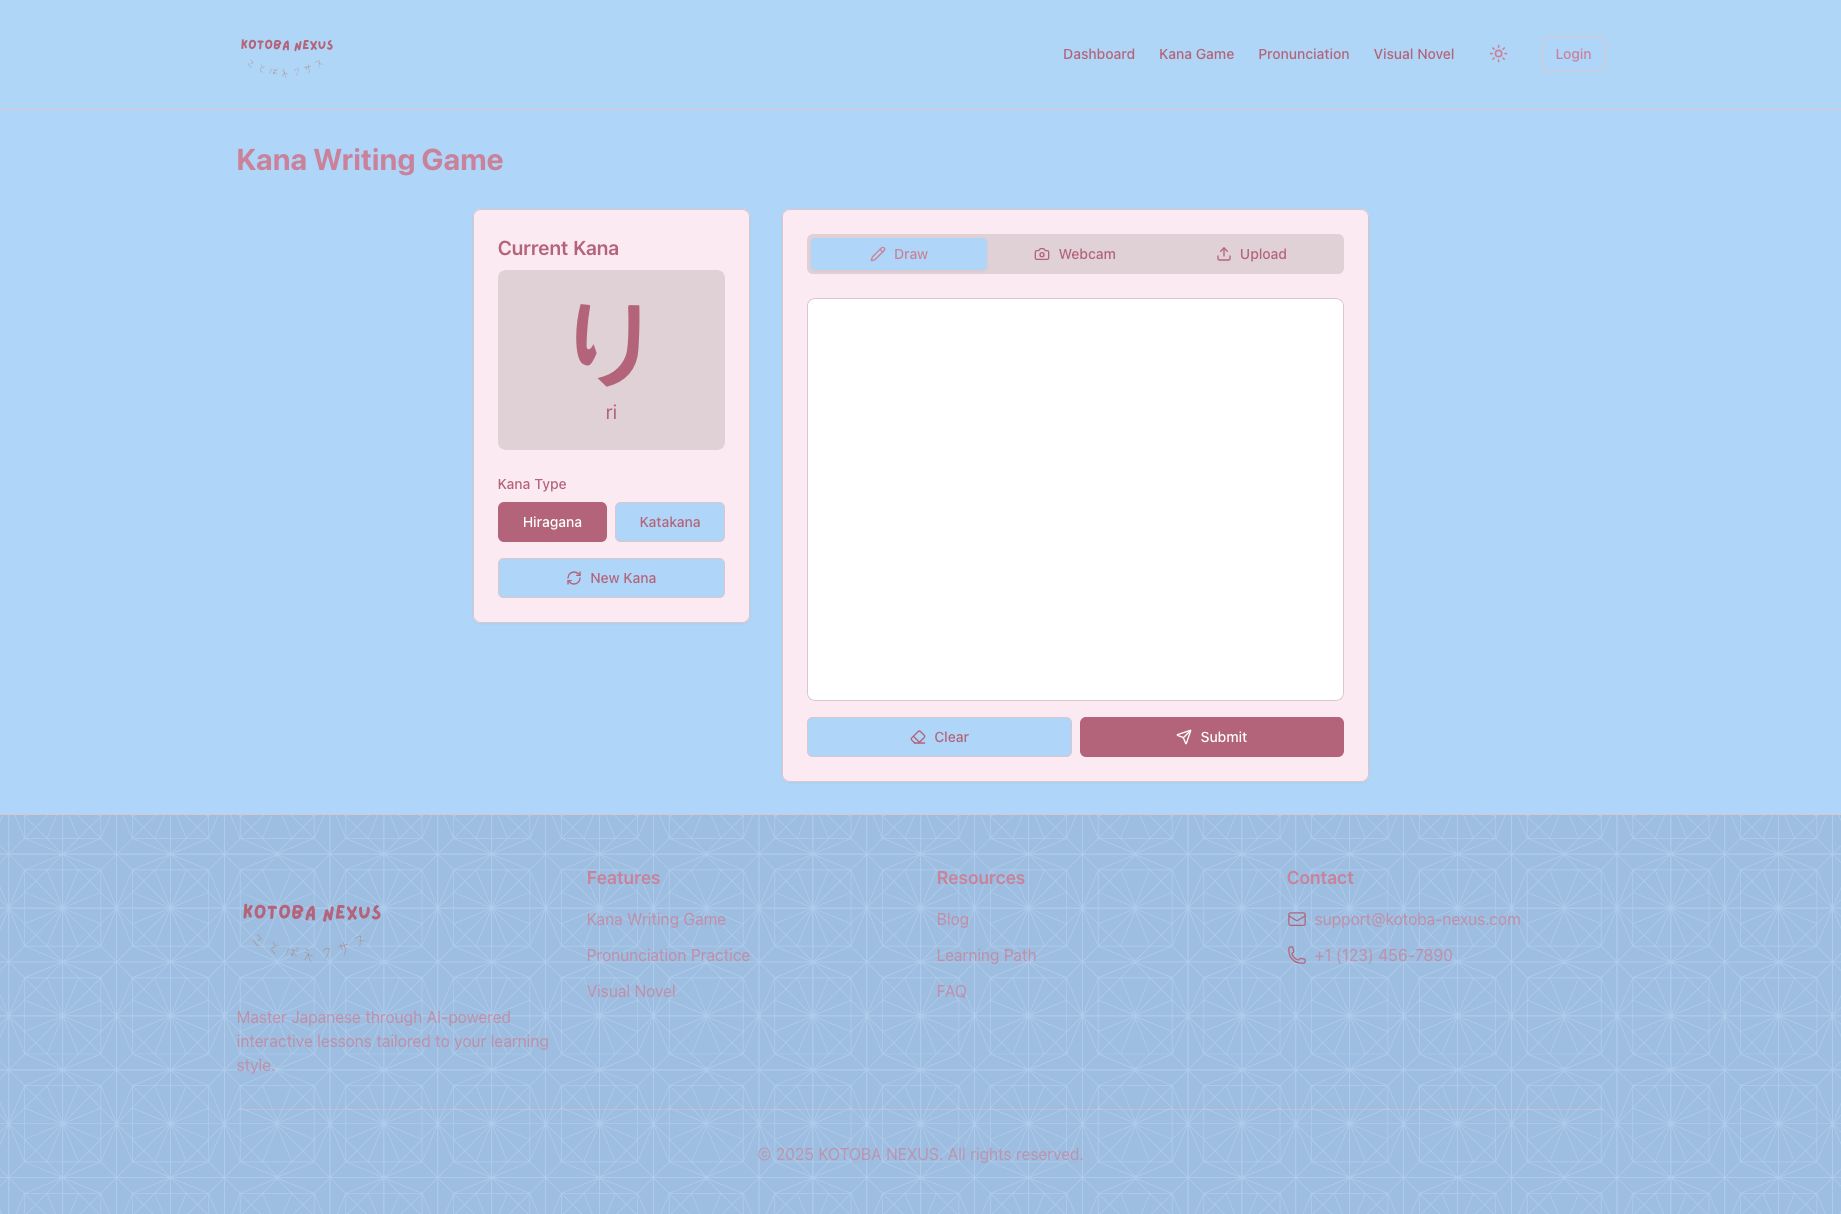 KOTOBA NEXUS
Dashboard Kana Game Pronunciation Visual Novel Login
Kana Writing Game
Current Kana
り
ri
Kana Type
Hiragana Katakana
New Kana
Draw Webcam Upload
Clear Submit
KOTOBA NEXUS
Master Japanese through AI-powered
interactive lessons tailored to your learning
style.
Features
Kana Writing Game
Pronunciation Practice
Visual Novel
Resources
Blog
Learning Path
FAQ
Contact
support@kotoba-nexus.com
+1 (123) 456-7890
© 2025 KOTOBA NEXUS. All rights reserved.